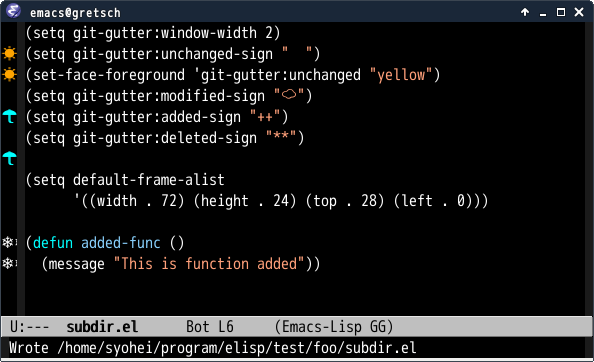 emacs@gretsch
(setq git-gutter:window-width 2)
(setq git-gutter:unchanged-sign "  ")
(set-face-foreground 'git-gutter:unchanged "yellow")
(setq git-gutter:modified-sign "☁")
(setq git-gutter:added-sign "++")
(setq git-gutter:deleted-sign "**")
(setq default-frame-alist
      '((width . 72) (height . 24) (top . 28) (left . 0)))
(defun added-func ()
  (message "This is function added"))
U:---  subdir.el      Bot L6     (Emacs-Lisp GG)
Wrote /home/syohei/program/elisp/test/foo/subdir.el